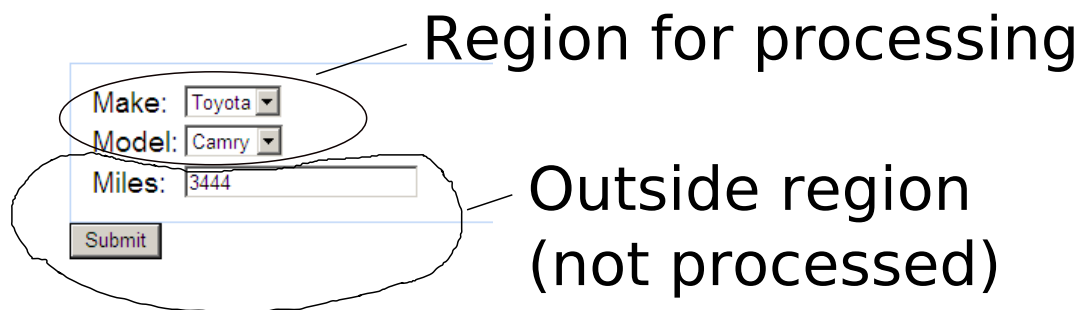 Region for processing
Make: Toyota
Model: Camry
Miles: 3444
Outside region
(not processed)
Submit